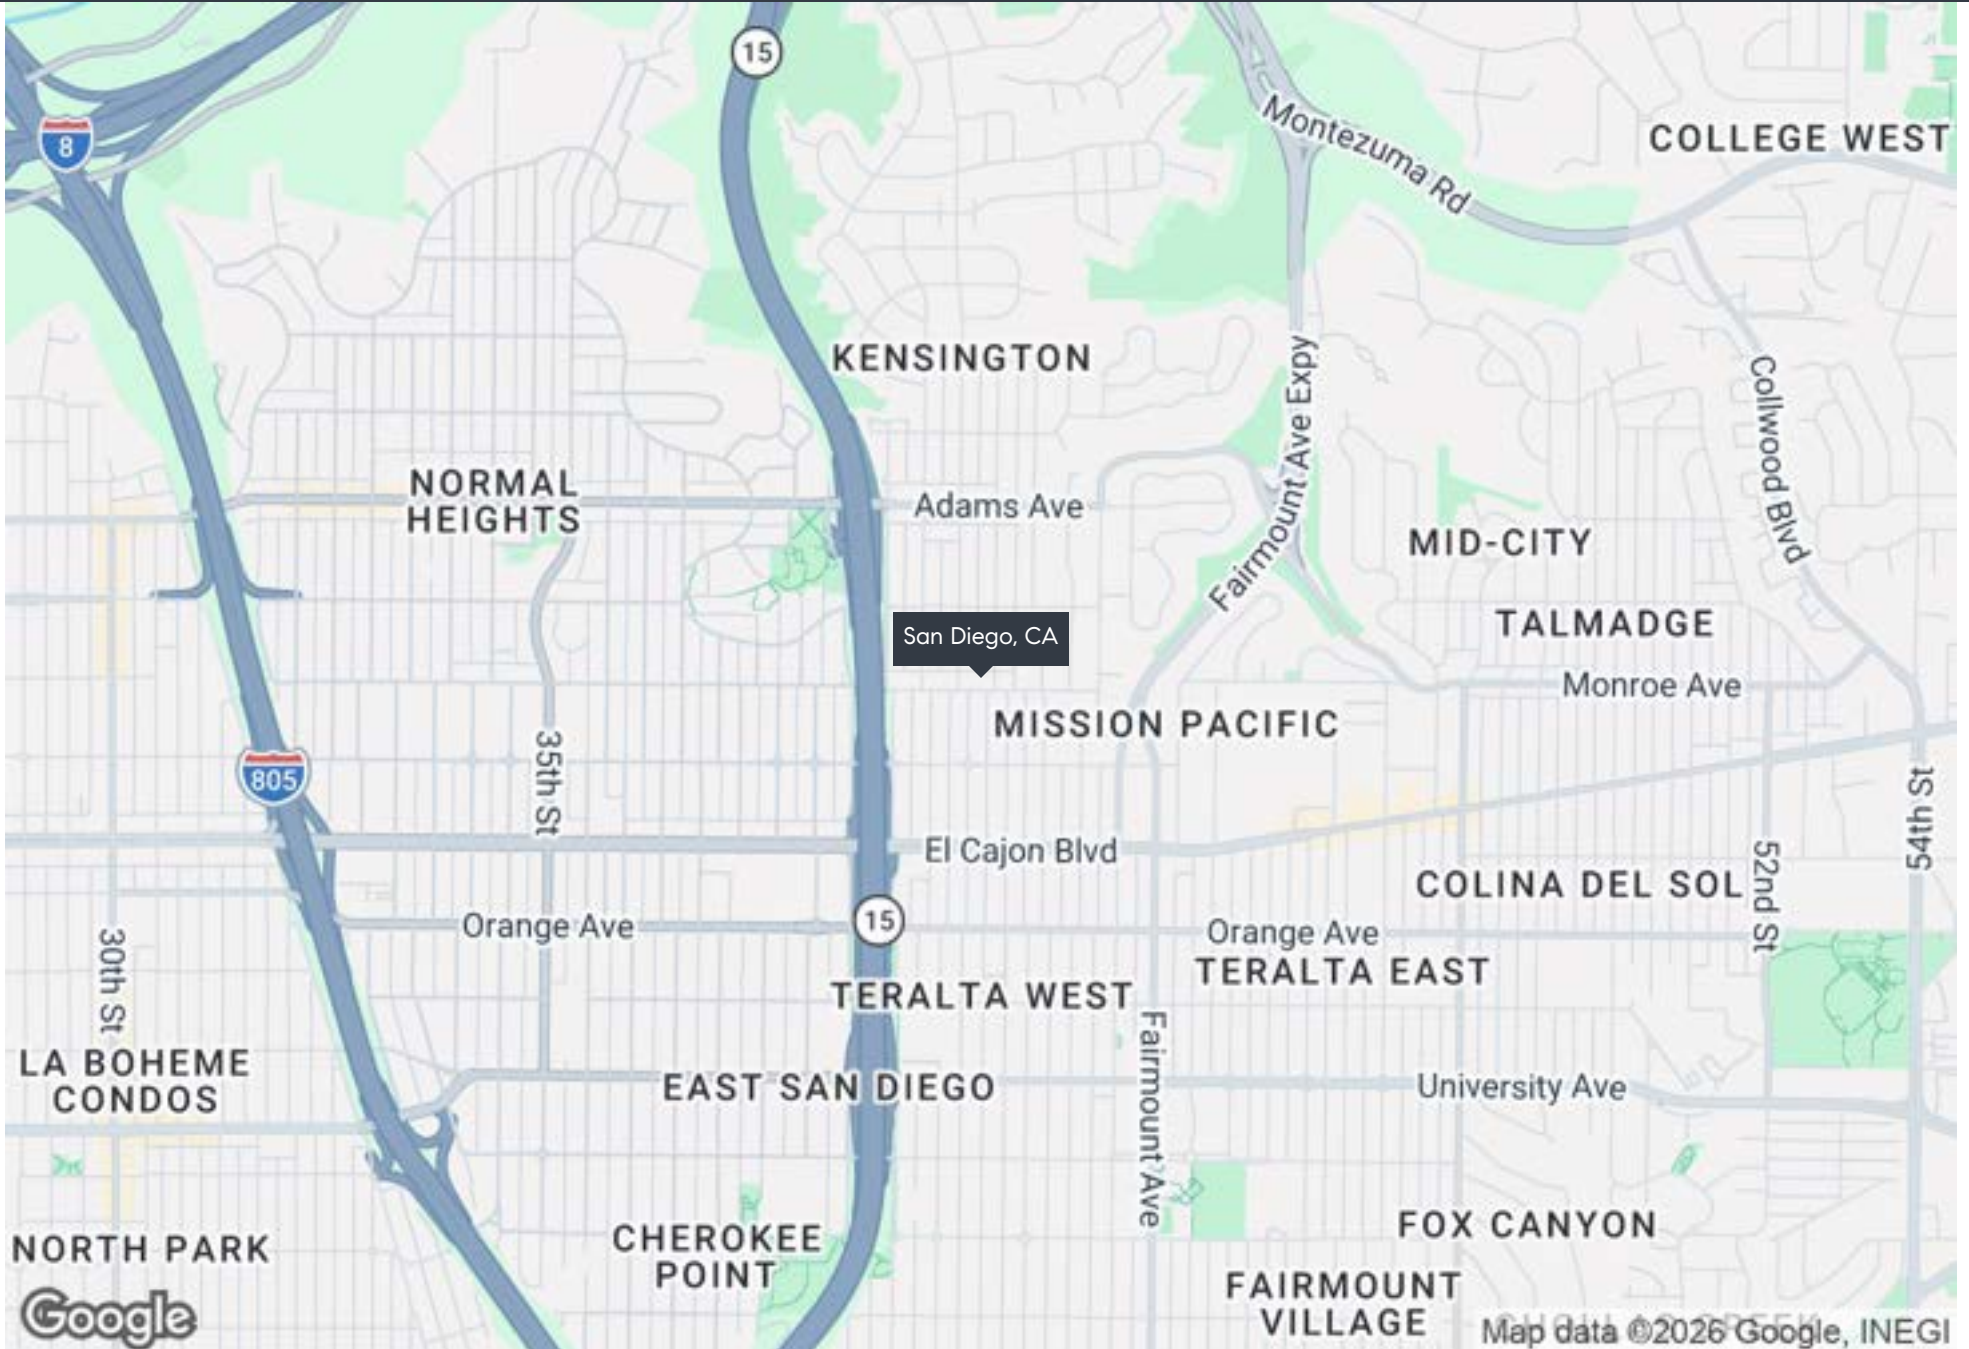 15
8
Montezuma Rd
COLLEGE WEST
KENSINGTON
Fairmount Ave Expy
Collwood Blvd
NORMAL
HEIGHTS
Adams Ave
MID-CITY
TALMADGE
San Diego, CA
Monroe Ave
MISSION PACIFIC
805
35th St
54th St
El Cajon Blvd
52nd St
COLINA DEL SOL
15
Orange Ave
Orange Ave
30th St
TERALTA EAST
TERALTA WEST
LA BOHEME
CONDOS
EAST SAN DIEGO
Fairmount Ave
University Ave
NORTH PARK
CHEROKEE
POINT
FOX CANYON
FAIRMOUNT
VILLAGE
Google
Map data ©2026 Google, INEGI